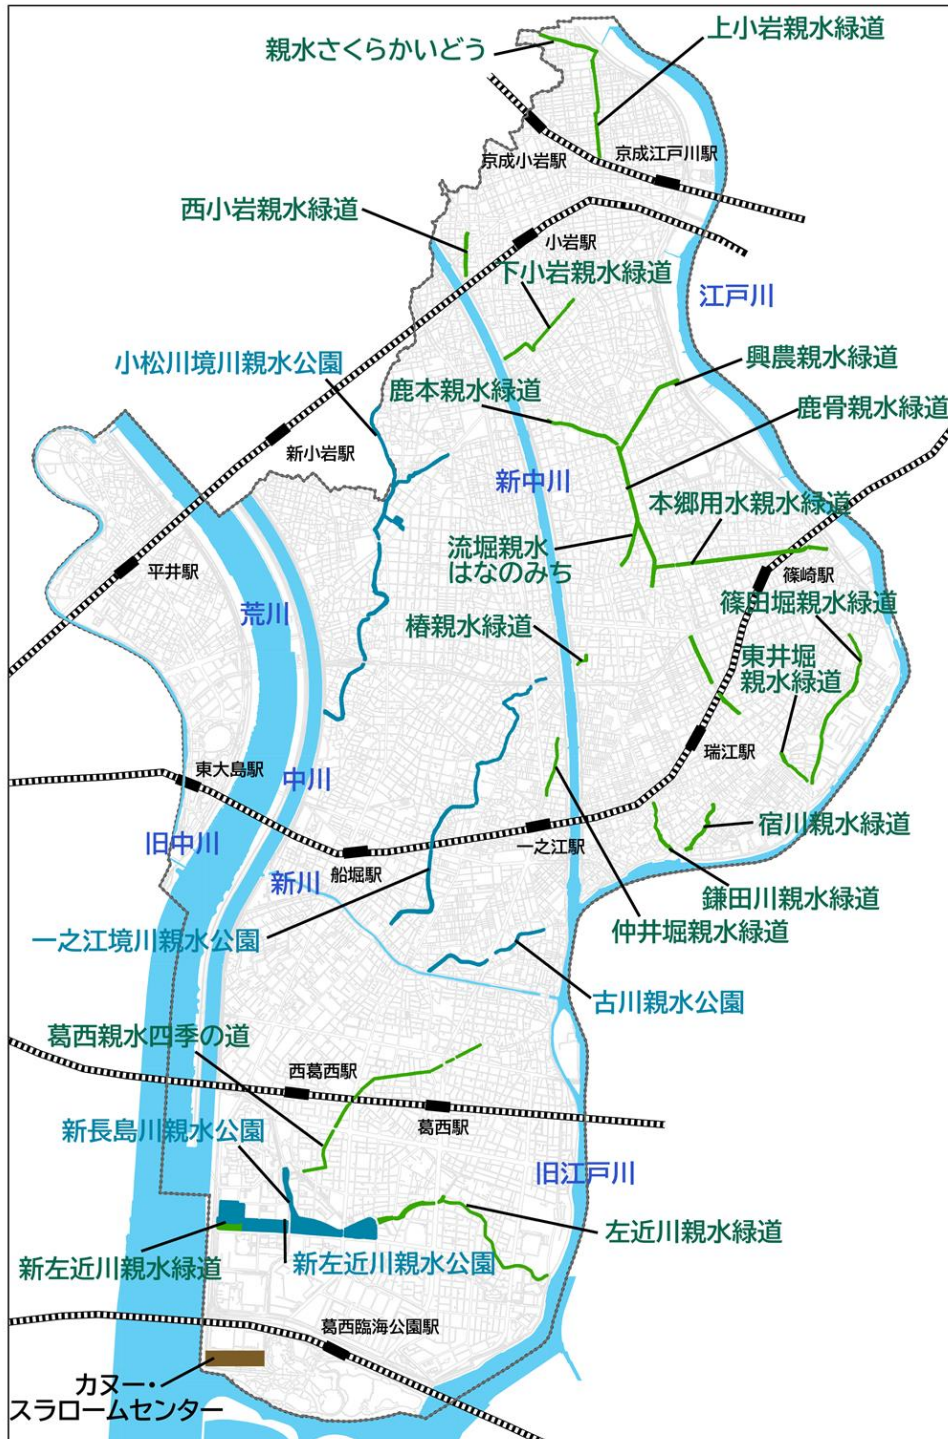 上小岩親水緑道
親水さくらかいどう
京成小岩駅
京成江戸川駅
西小岩親水緑道
小岩駅
下小岩親水緑道
江戸川
小松川境川親水公園
興農親水緑道
鹿本親水緑道
鹿骨親水緑道
新小岩駅
新中川
本郷用水親水緑道
流堀親水
はなのみち
平井駅
篠崎駅
荒川
篠田堀親水緑道
椿親水緑道
東井堀
親水緑道
瑞江駅
東大島駅
中川
宿川親水緑道
旧中川
一之江駅
船堀駅
新川
鎌田川親水緑道
仲井堀親水緑道
一之江境川親水公園
古川親水公園
葛西親水四季の道
西葛西駅
葛西駅
新長島川親水公園
旧江戸川
左近川親水緑道
新左近川親水緑道
新左近川親水公園
葛西臨海公園駅
カヌー・
スラロームセンター